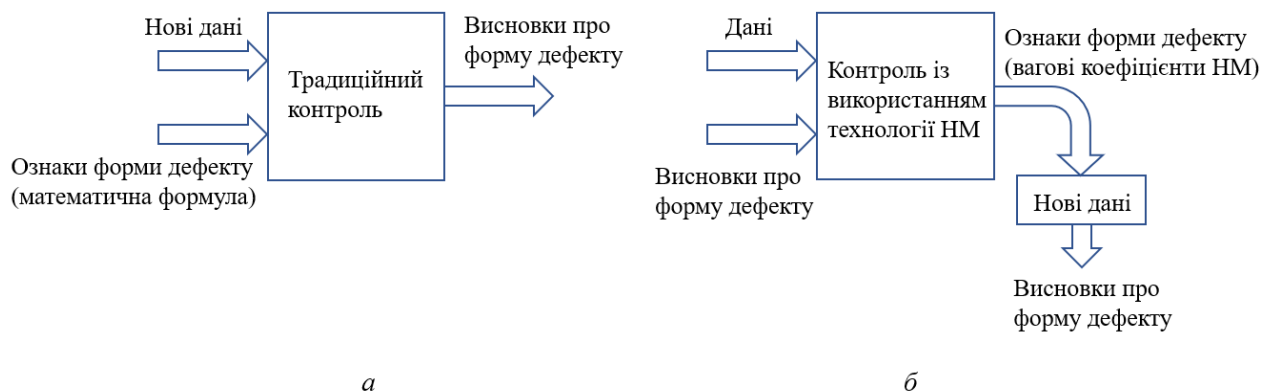 Нові дані
Традиційний
контроль
Висновки про
форму дефекту
Ознаки форми дефекту
(математична формула)
а
Дані
Контроль із
використанням
технології НМ
Висновки про
форму дефекту
Ознаки форми дефекту
(вагові коефіцієнти НМ)
Нові дані
Висновки про
форму дефекту
б